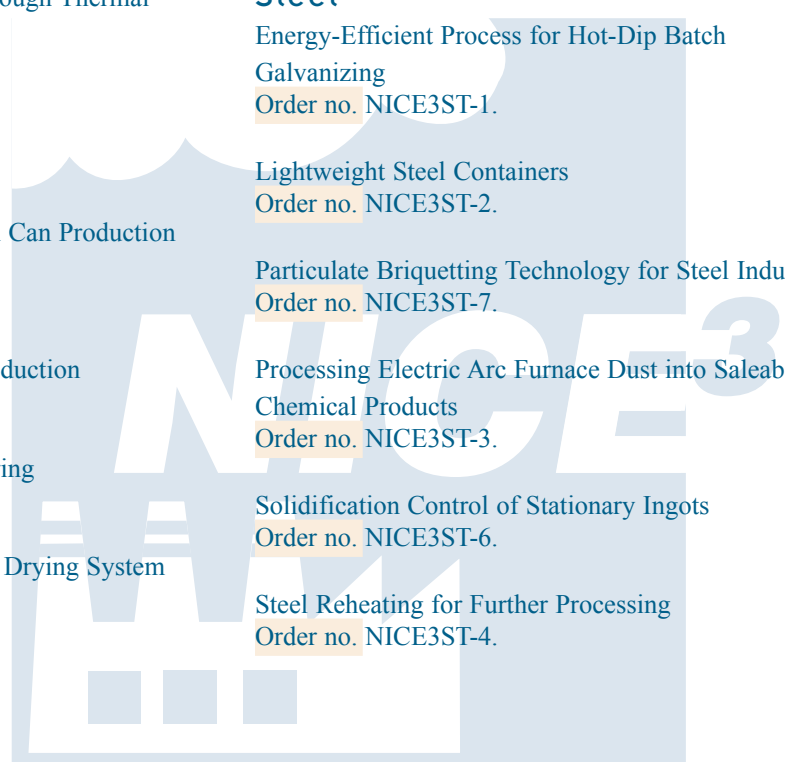 ough Thermal
Can Production
duction
ing
Drying System
Steel
Energy-Efficient Process for Hot-Dip Batch
Galvanizing
Order no. NICE3ST-1.
Lightweight Steel Containers
Order no. NICE3ST-2.
Particulate Briquetting Technology for Steel Indu
Order no. NICE3ST-7.
Processing Electric Arc Furnace Dust into Saleab
Chemical Products
Order no. NICE3ST-3.
Solidification Control of Stationary Ingots
Order no. NICE3ST-6.
Steel Reheating for Further Processing
Order no. NICE3ST-4.
NICE3